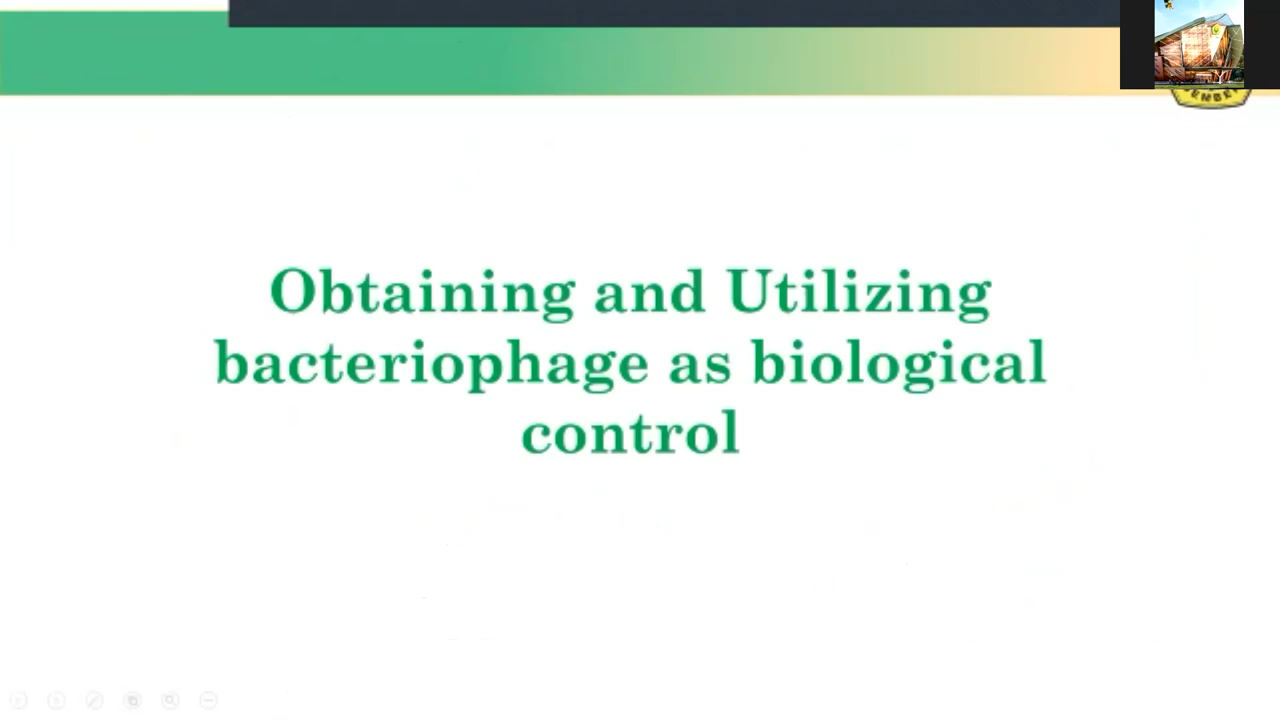 Obtaining and Utilizing
bacteriophage as biological
control